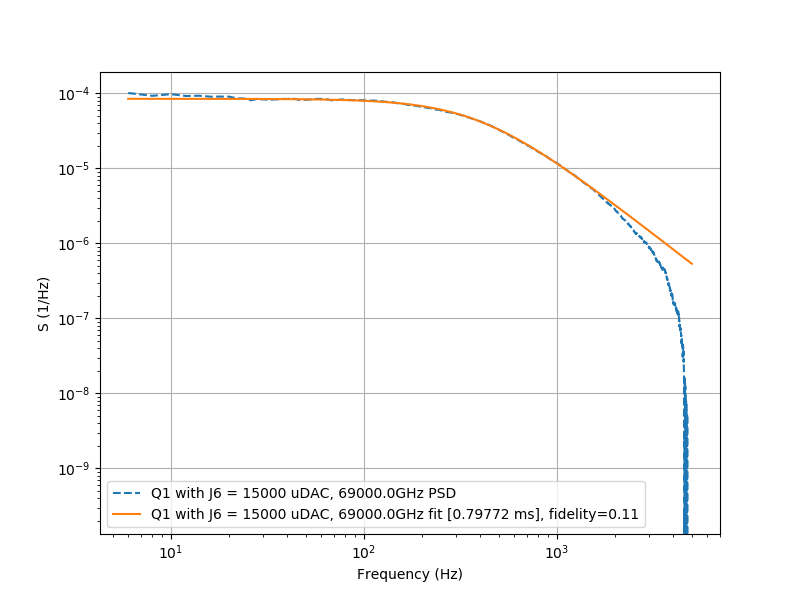 10⁻⁴
10⁻⁵
10⁻⁶
10⁻⁷
10⁻⁸
10⁻⁹
S (1/Hz)
Q1 with J6 = 15000 uDAC, 69000.0GHz PSD
Q1 with J6 = 15000 uDAC, 69000.0GHz fit [0.79772 ms], fidelity=0.11
10¹ 10² 10³
Frequency (Hz)